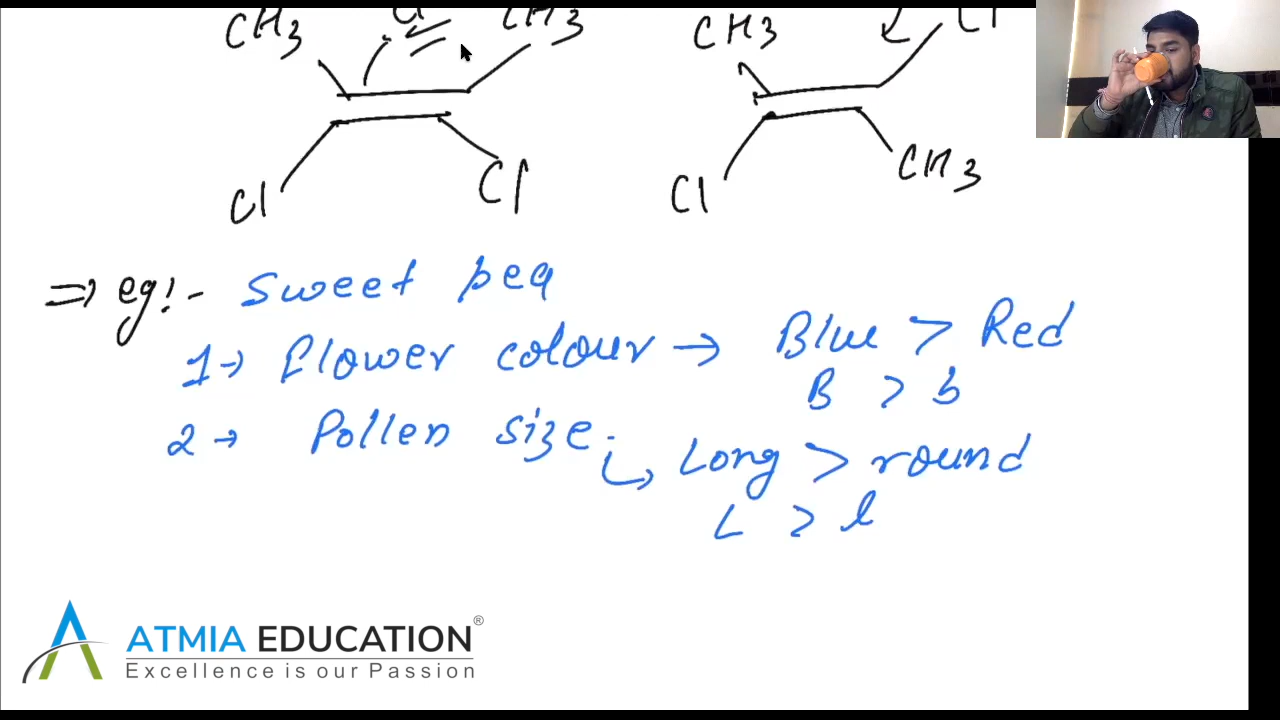 CH3 Cl CH3 CH3 Cl
Cl Cl Cl CH3
=> eg!- Sweet pea
1→ Flower colour → Blue > Red
B > b
2→ Pollen size. ↳ Long > round
L > l
ATMIA EDUCATION®
Excellence is our Passion